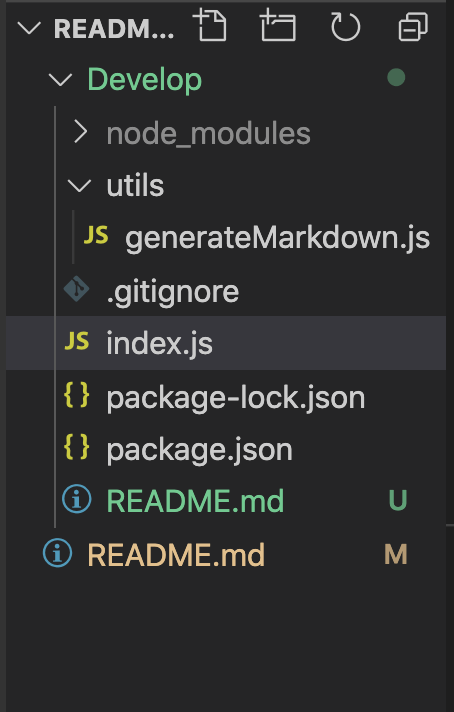 READM...
Develop
node_modules
utils
JS generateMarkdown.js
.gitignore
JS index.js
{} package-lock.json
{} package.json
README.md U
README.md M